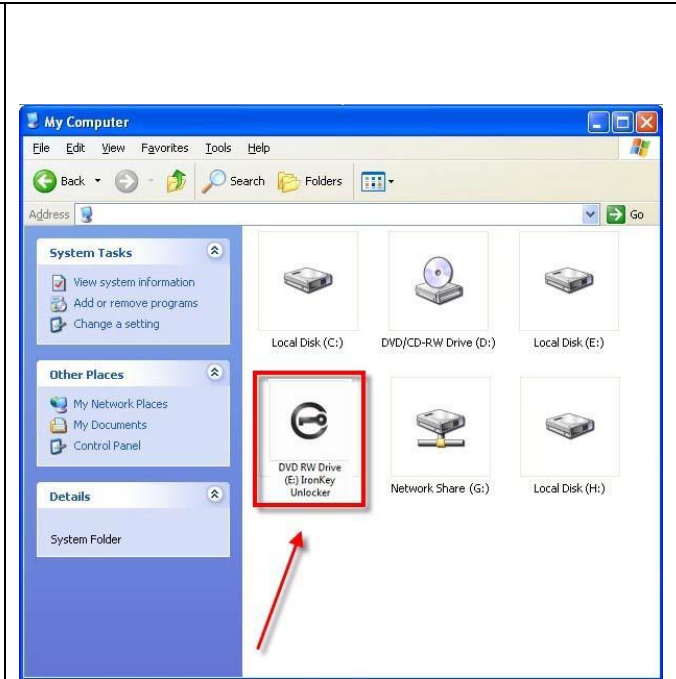 My Computer
File Edit View Favorites Tools Help
Back Search Folders
Address Go
System Tasks
View system information
Add or remove programs
Change a setting
Other Places
My Network Places
My Documents
Control Panel
Details
System Folder
Local Disk (C:) DVD/CD-RW Drive (D:) Local Disk (E:)
DVD RW Drive
(E:) IronKey
Unlocker
Network Share (G:) Local Disk (H:)